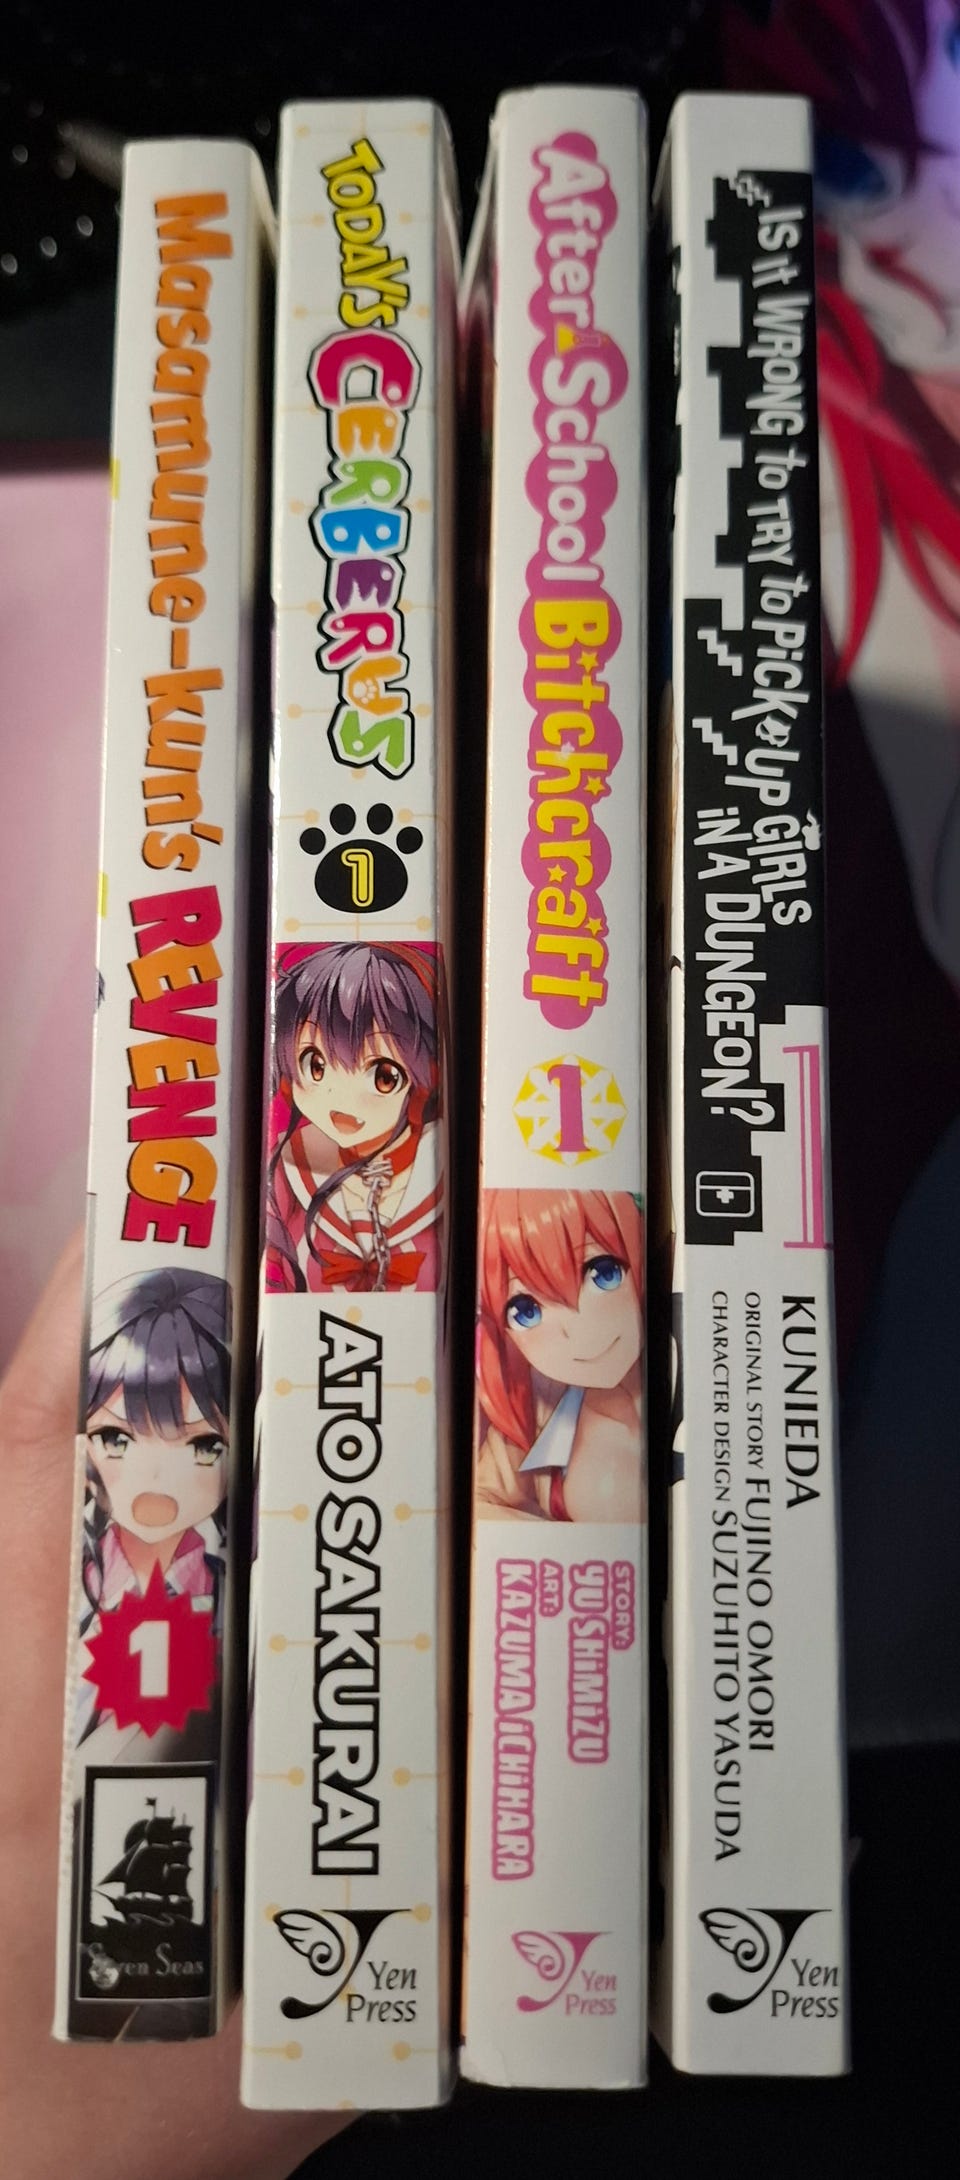 Masamune-kun's REVENGE
1
Seven Seas
TODAY'S CERBERUS
1
ATO SAKURAI
Yen
Press
After School Bitchcraft
1
STORY:
YU SHiMiZU
ART:
KAZUMA iCHiHARA
Yen
Press
IS it WRONG to TRY to PiCK UP GIRLS
iN A DUNGEON?
1
KUNIEDA
ORIGINAL STORY FUJINO OMORI
CHARACTER DESIGN SUZUHITO YASUDA
Yen
Press